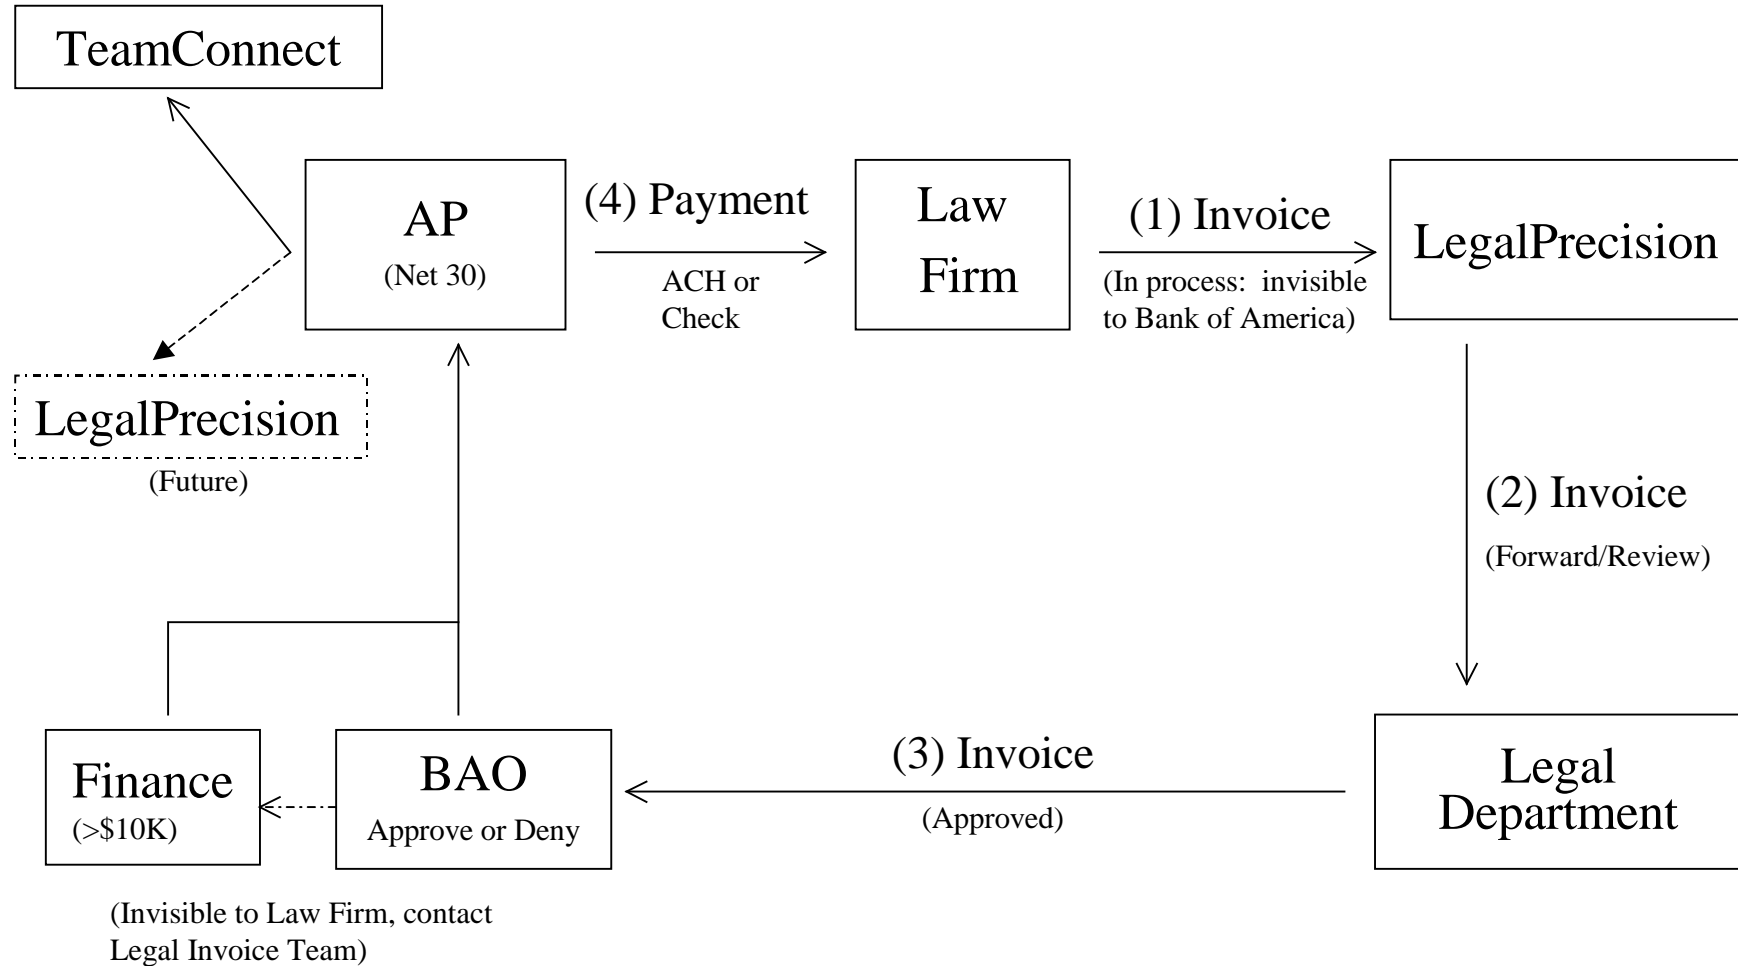 TeamConnect
AP
(Net 30)
(4) Payment
ACH or
Check
Law
Firm
(1) Invoice
(In process:  invisible
to Bank of America)
LegalPrecision
LegalPrecision
(Future)
(2) Invoice
(Forward/Review)
Finance
(>$10K)
BAO
Approve or Deny
(3) Invoice
(Approved)
Legal
Department
(Invisible to Law Firm, contact
Legal Invoice Team)